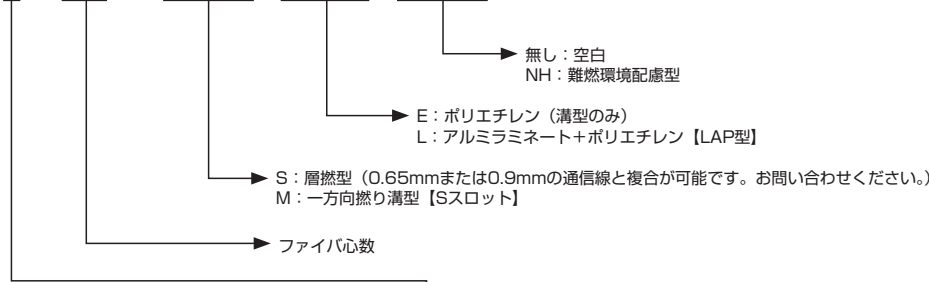 無し：空白
NH：難燃環境配慮型
E：ポリエチレン（溝型のみ）
L：アルミラミネート＋ポリエチレン【LAP型】
S：層撚型（0.65mmまたは0.9mmの通信線と複合が可能です。お問い合わせください。）
M：一方向撚り溝型【Sスロット】
ファイバ心数